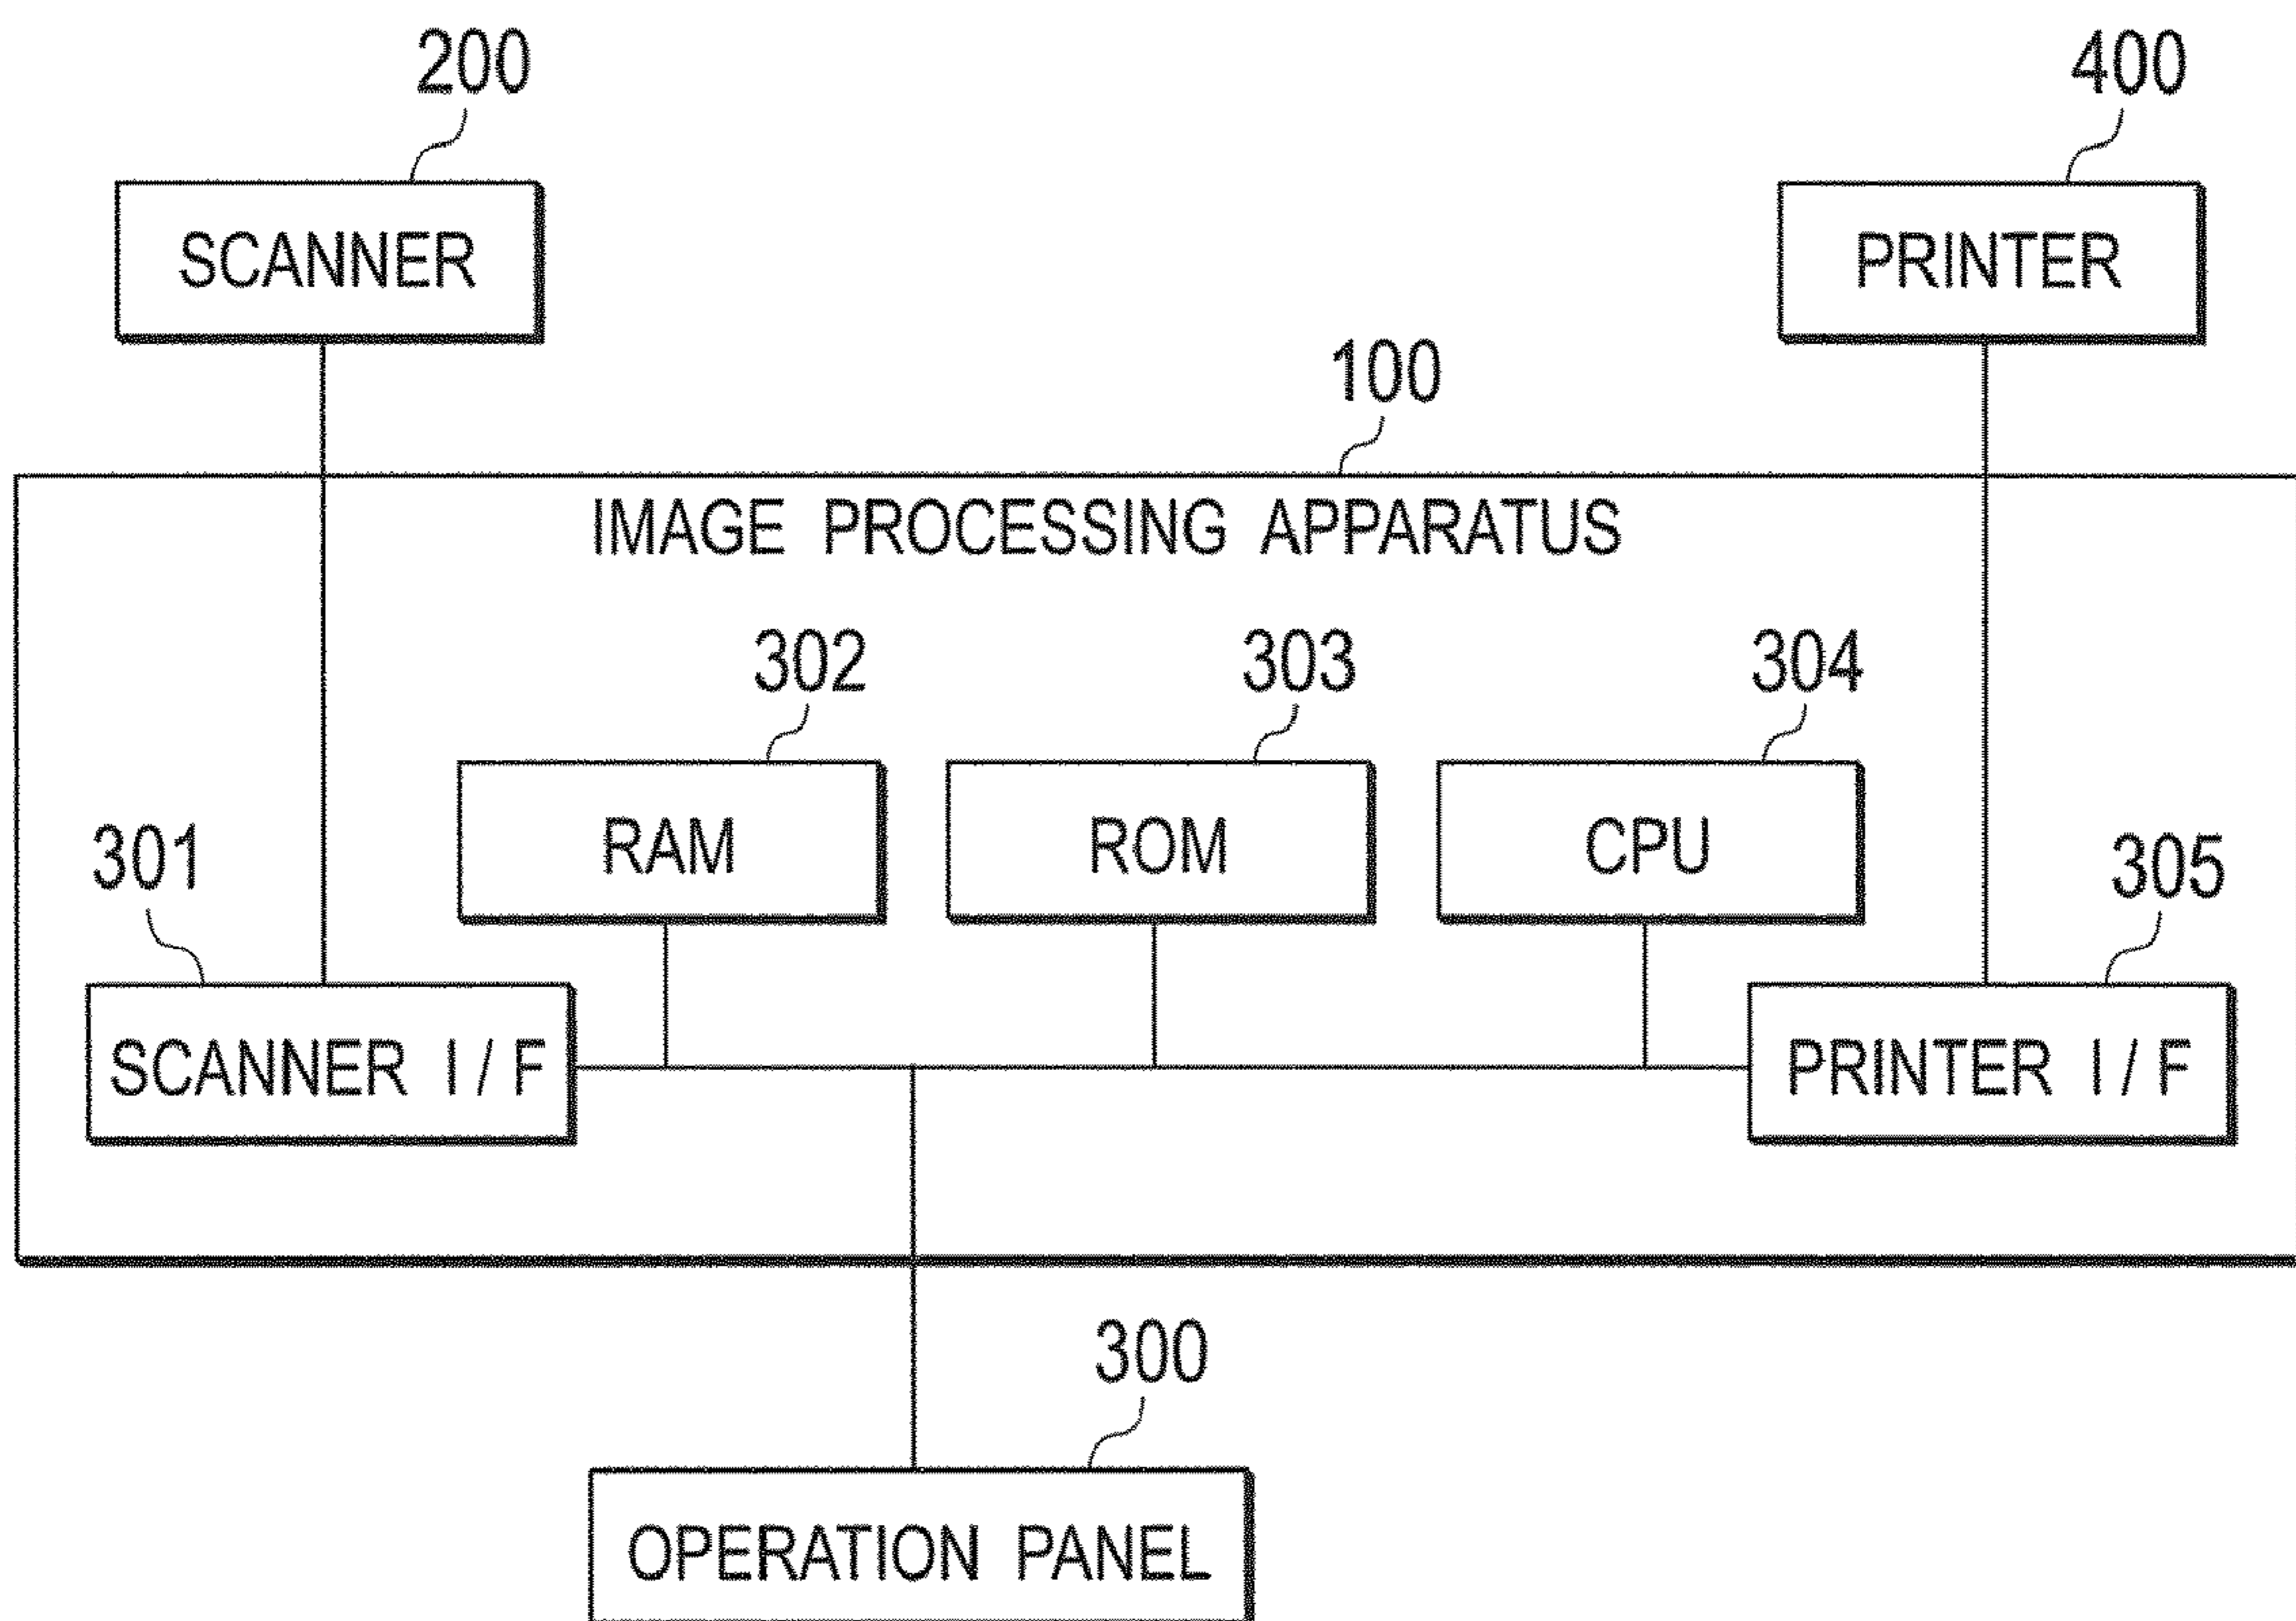 200
400
SCANNER
PRINTER
100
IMAGE PROCESSING APPARATUS
302
303
304
RAM
ROM
CPU
301
305
SCANNER I / F
PRINTER I / F
300
OPERATION PANEL